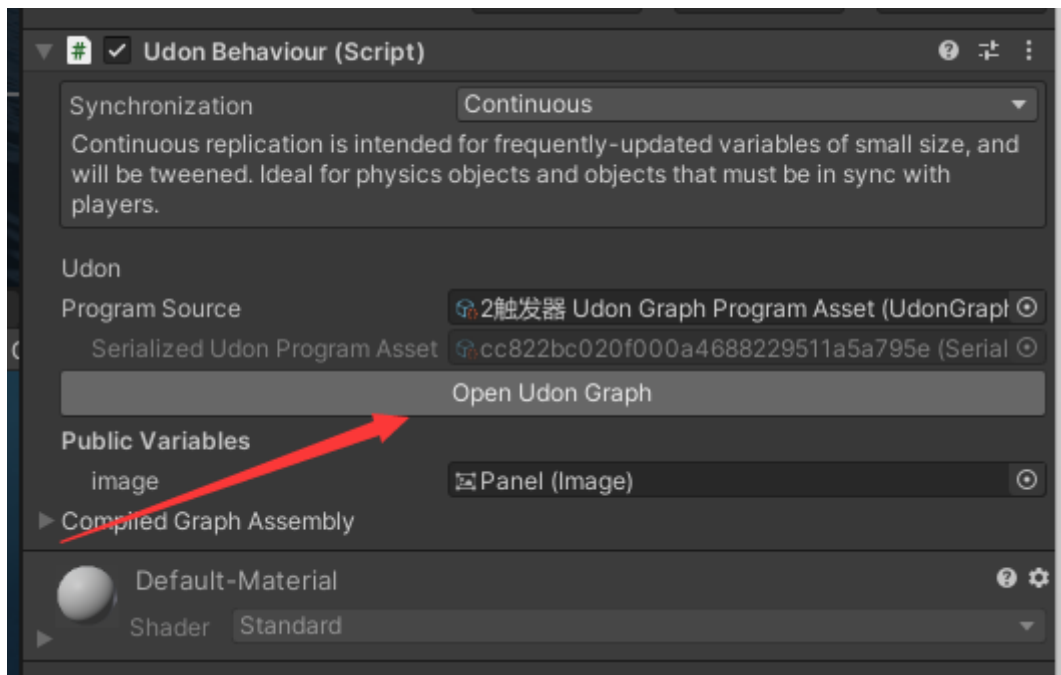 Udon Behaviour (Script)
Synchronization
Continuous
Continuous replication is intended for frequently-updated variables of small size, and
will be tweened. Ideal for physics objects and objects that must be in sync with
players.
Udon
Program Source
2触发器 Udon Graph Program Asset (UdonGraph
Serialized Udon Program Asset
cc822bc020f000a4688229511a5a795e (Serial
Open Udon Graph
Public Variables
image
Panel (Image)
Compiled Graph Assembly
Default-Material
Shader
Standard